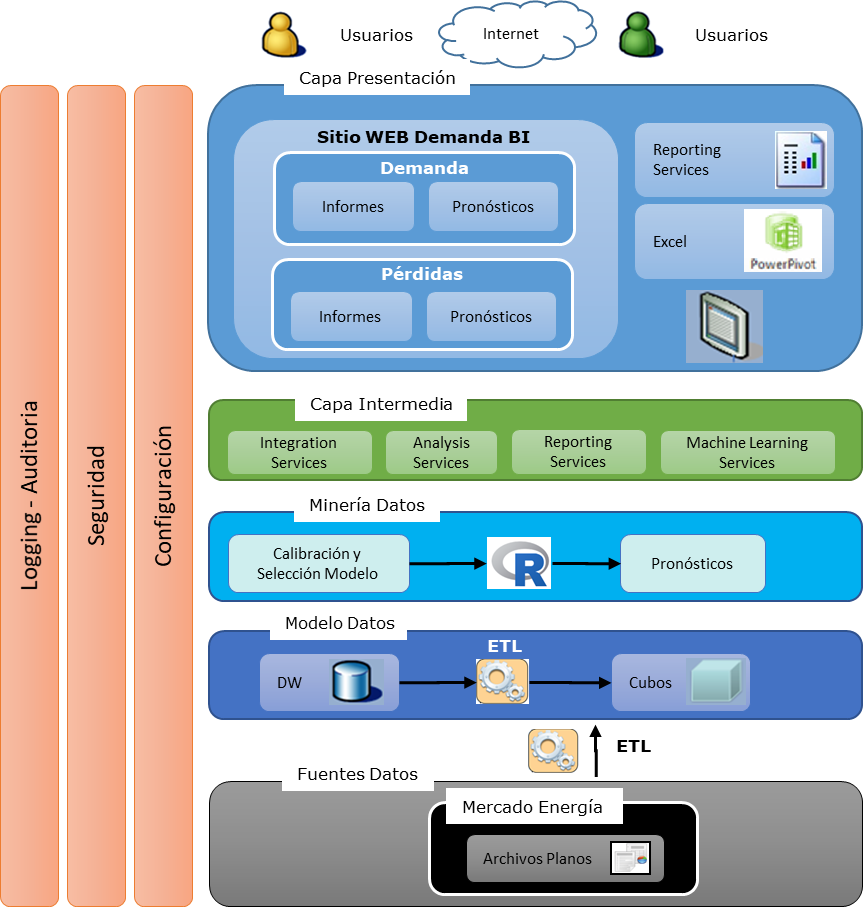 Usuarios
Internet
Usuarios
Capa Presentación
Sitio WEB Demanda BI
Demanda
Informes
Pronósticos
Pérdidas
Informes
Pronósticos
Reporting
Services
Excel
PowerPivot
Capa Intermedia
Integration
Services
Analysis
Services
Reporting
Services
Machine Learning
Services
Minería Datos
Calibración y
Selección Modelo
R
Pronósticos
Modelo Datos
DW
ETL
Cubos
ETL
Fuentes Datos
Mercado Energía
Archivos Planos
Logging - Auditoria
Seguridad
Configuración